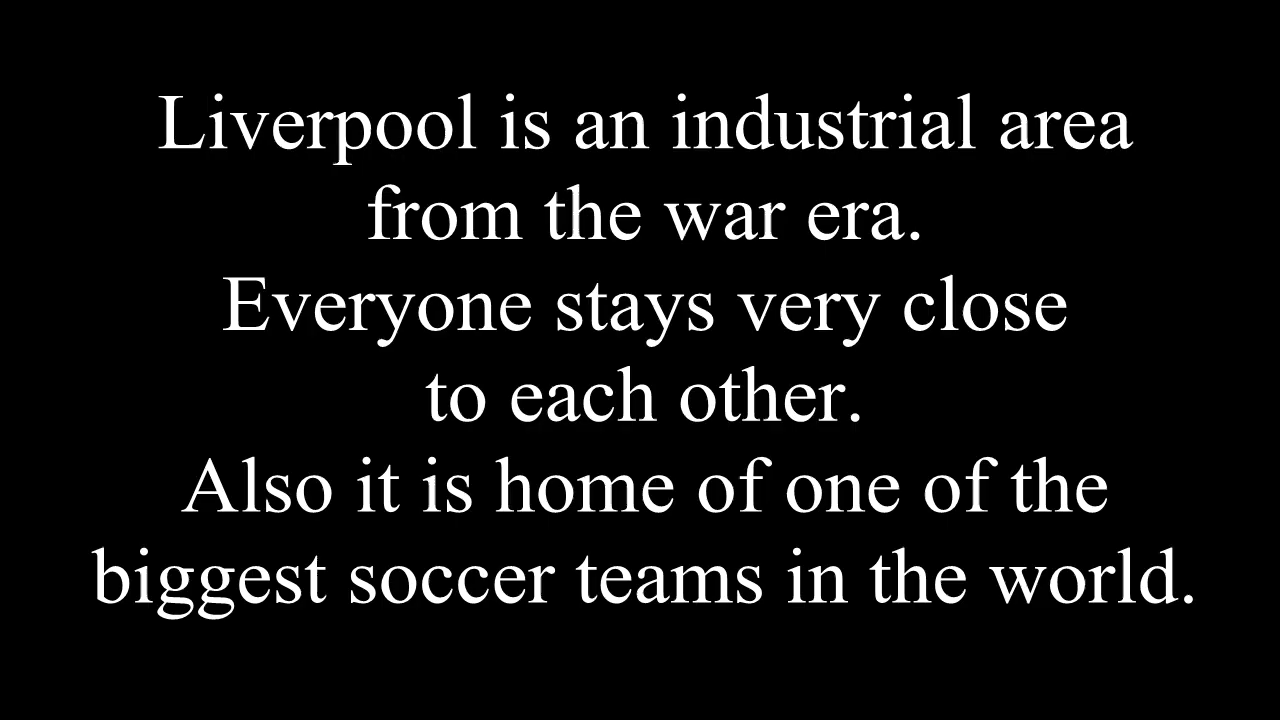 Liverpool is an industrial area
from the war era.
Everyone stays very close
to each other.
Also it is home of one of the
biggest soccer teams in the world.